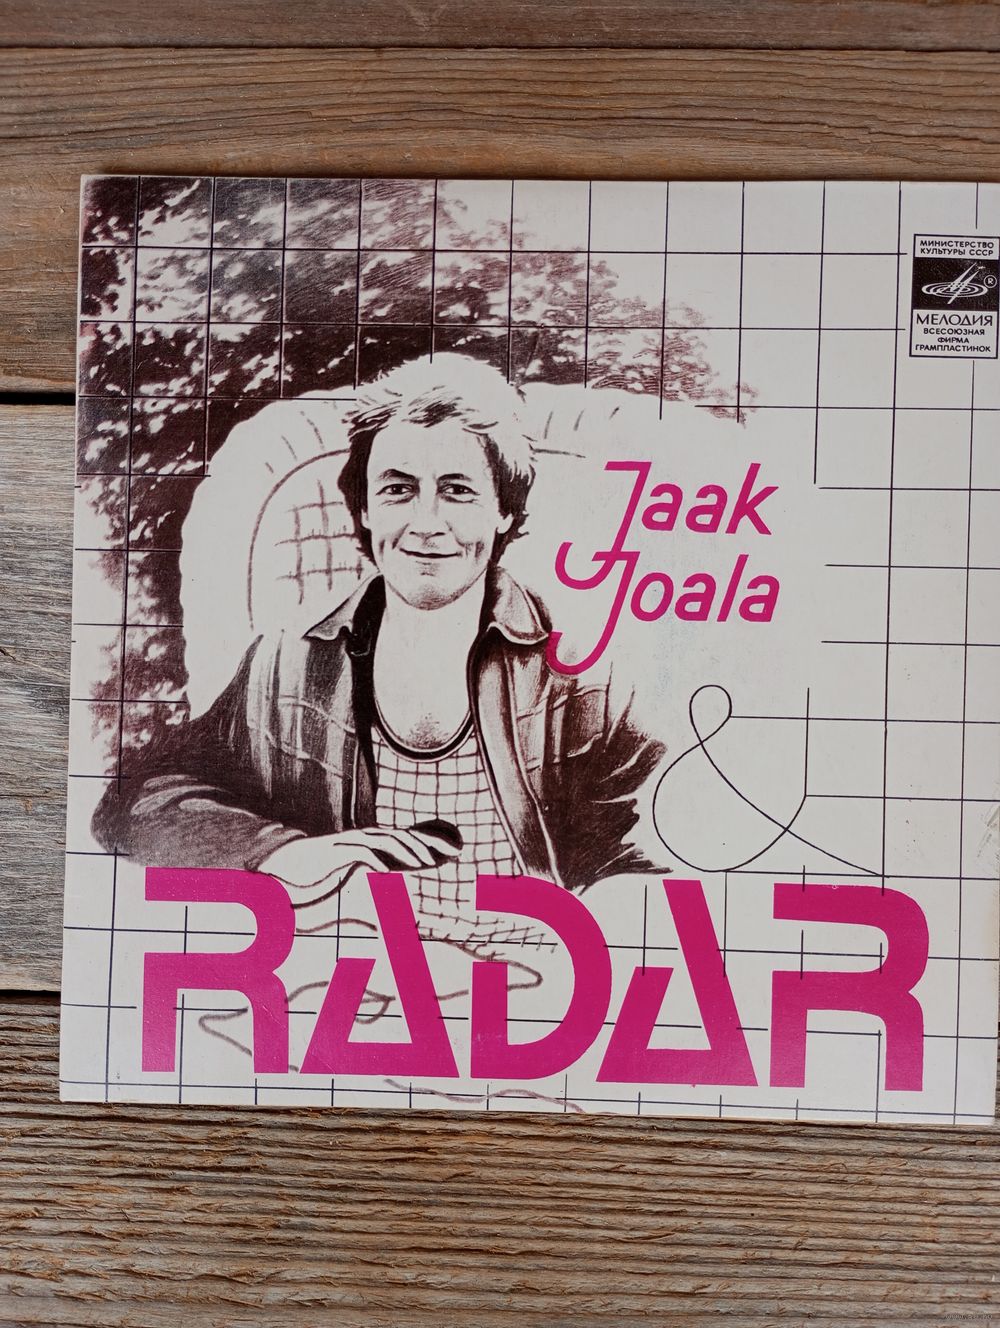 МИНИСТЕРСТВО
КУЛЬТУРЫ СССР
®
МЕЛОДИЯ
ВСЕСОЮЗНАЯ
ФИРМА
ГРАМПЛАСТИНОК
Jaak
Joala
&
RADAR